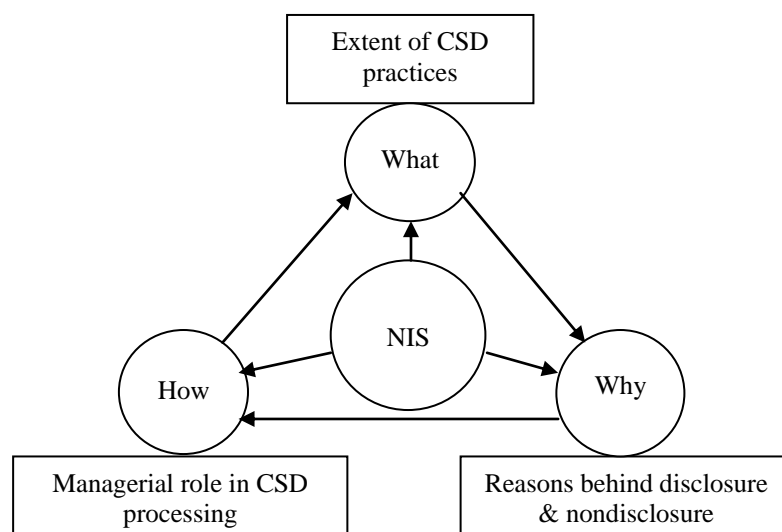 Extent of CSD
practices
What
NIS
How
Why
Managerial role in CSD
processing
Reasons behind disclosure
& nondisclosure